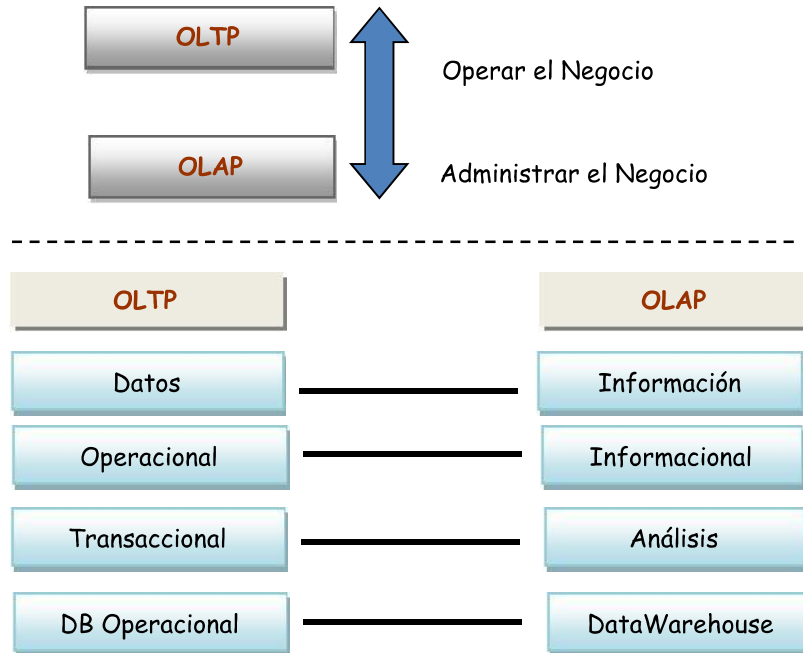 OLTP
Operar el Negocio
OLAP
Administrar el Negocio
OLTP
OLAP
Datos
Información
Operacional
Informacional
Transaccional
Análisis
DB Operacional
DataWarehouse